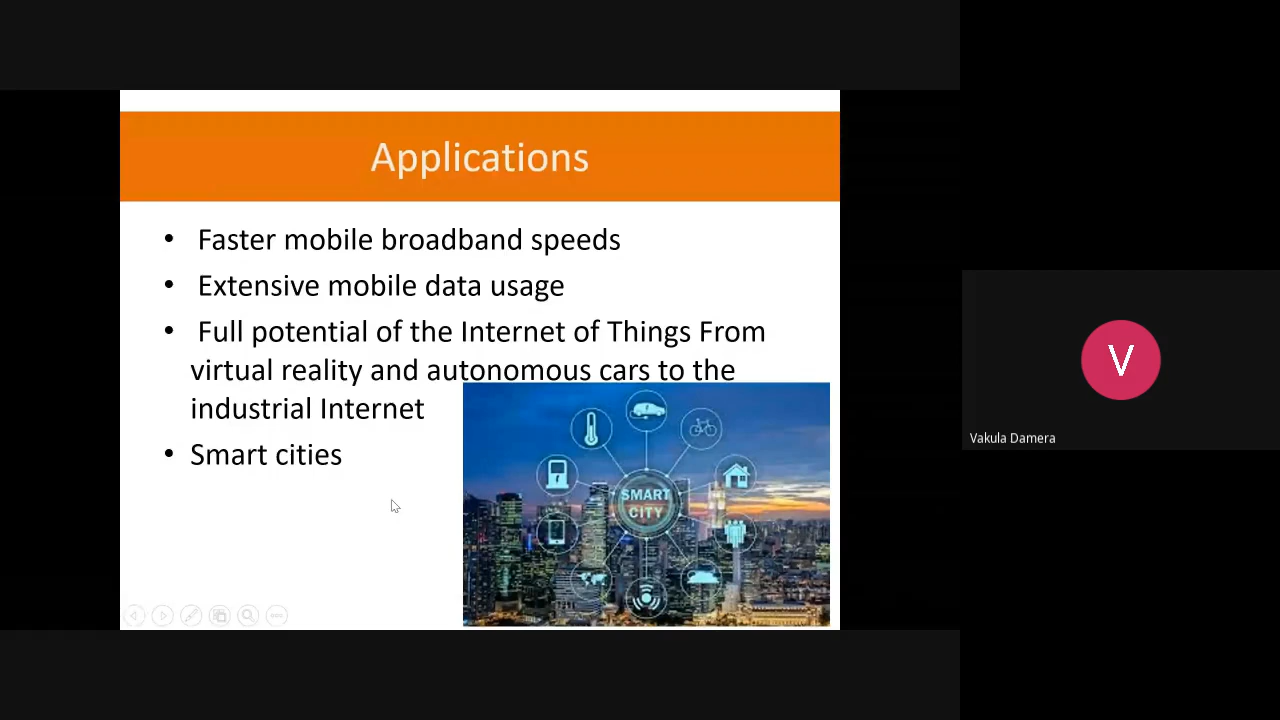 Applications
• Faster mobile broadband speeds
• Extensive mobile data usage
• Full potential of the Internet of Things From
virtual reality and autonomous cars to the
industrial Internet
• Smart cities
SMART
CITY
V
Vakula Damera